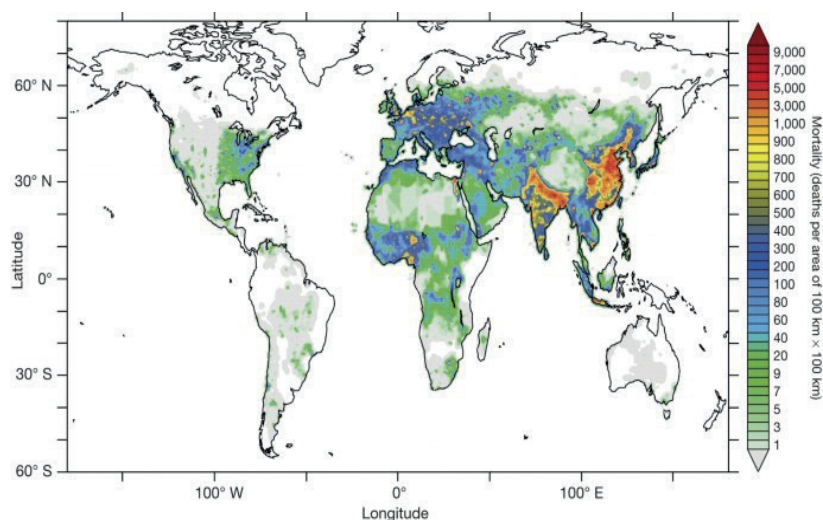 60° N
30° N
0°
30° S
60° S
Latitude
100° W
0°
100° E
Longitude
9,000
7,000
5,000
3,000
1,000
900
800
700
600
500
400
300
200
100
80
60
40
20
9
7
5
3
1
Mortality (deaths per area of 100 km × 100 km)